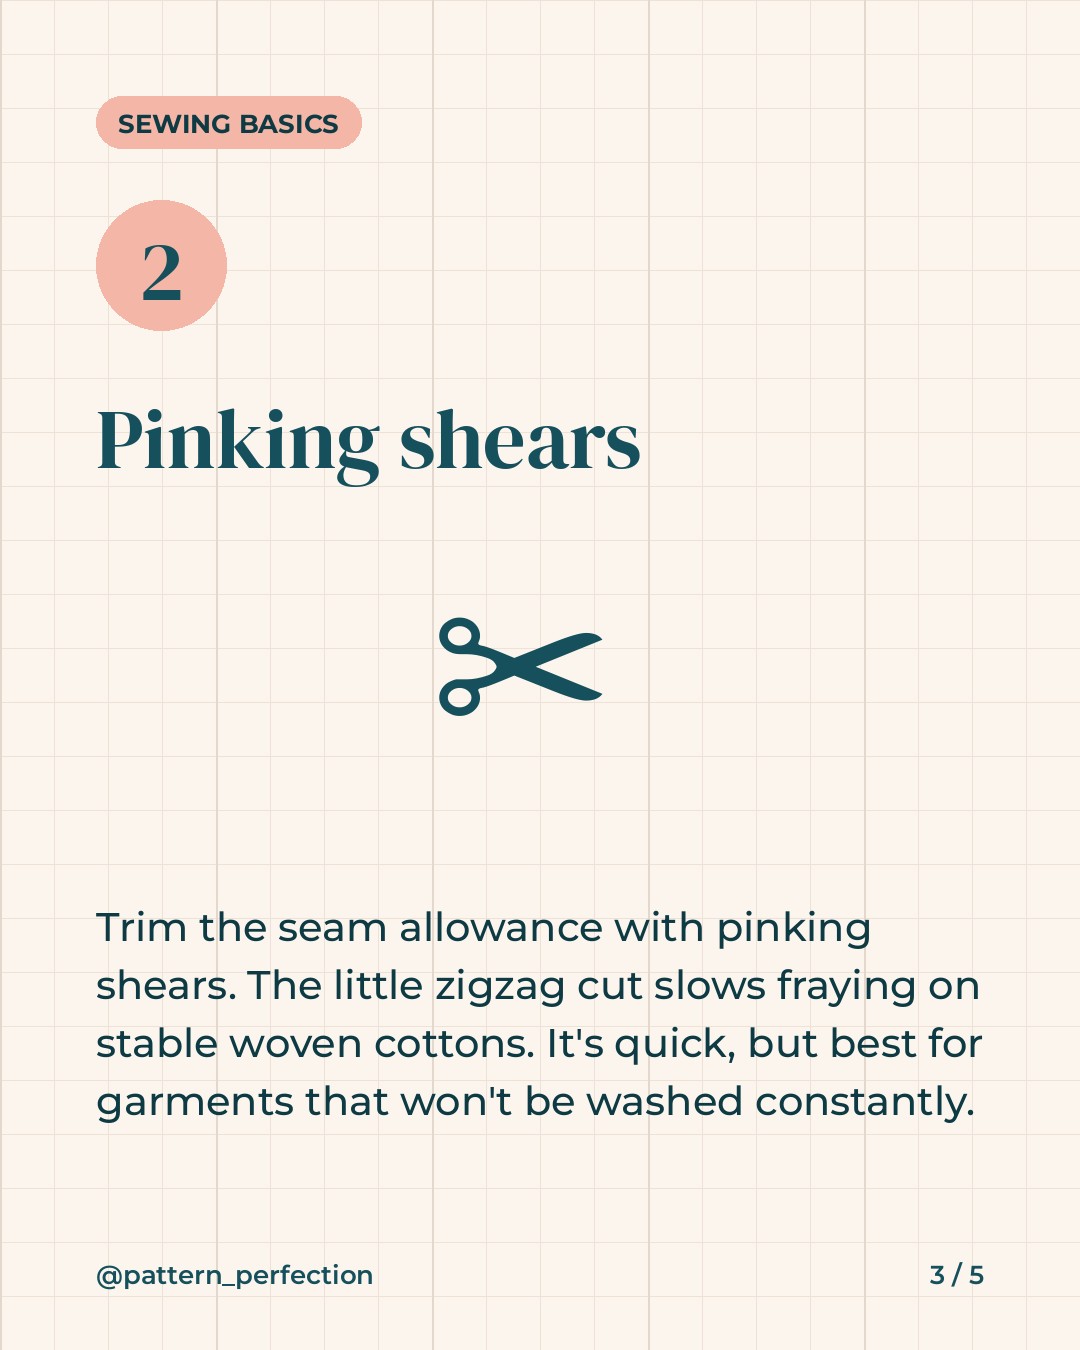 SEWING BASICS
2
Pinking shears
Trim the seam allowance with pinking
shears. The little zigzag cut slows fraying on
stable woven cottons. It's quick, but best for
garments that won't be washed constantly.
@pattern_perfection
3 / 5